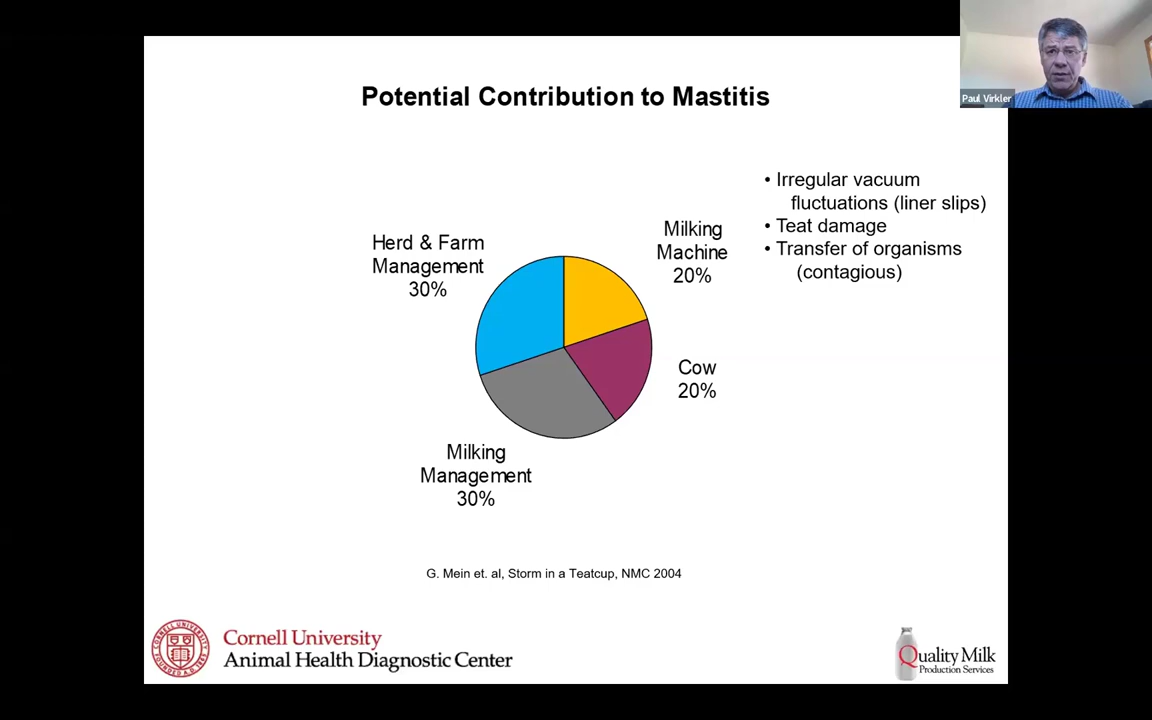 Potential Contribution to Mastitis
Paul Virkler
• Irregular vacuum
fluctuations (liner slips)
• Teat damage
• Transfer of organisms
(contagious)
Milking
Machine
20%
Herd & Farm
Management
30%
Cow
20%
Milking
Management
30%
G. Mein et. al, Storm in a Teatcup, NMC 2004
Cornell University
Animal Health Diagnostic Center
Quality Milk
Production Services